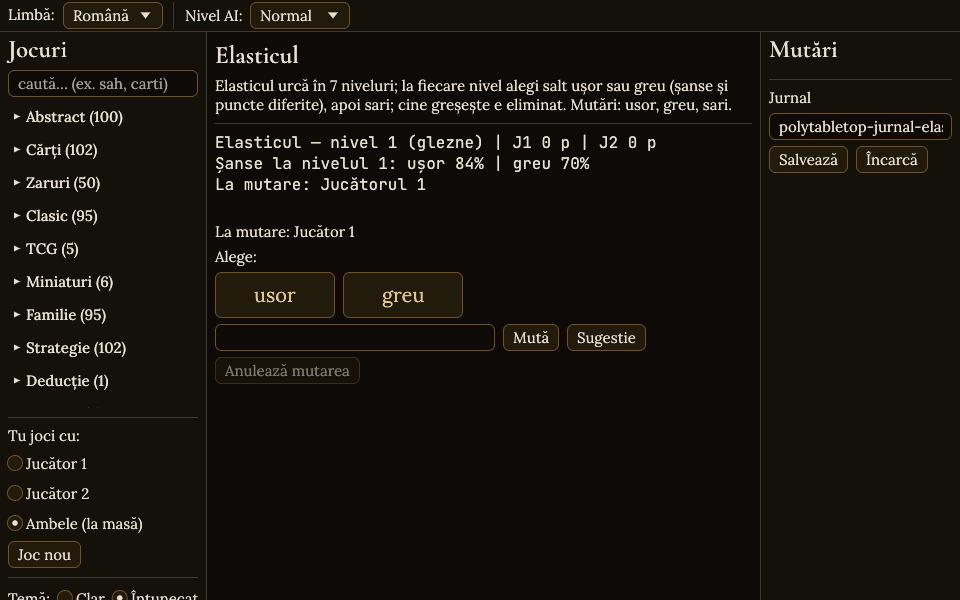 Limbă: Română Nivel AI: Normal
Jocuri
caută... (ex. sah, carti)
Abstract (100)
Cărți (102)
Zaruri (50)
Clasic (95)
TCG (5)
Miniaturi (6)
Familie (95)
Strategie (102)
Deducție (1)
Tu joci cu:
Jucător 1
Jucător 2
Ambele (la masă)
Joc nou
Temă: Clar Întunecat
Elasticul
Elasticul urcă în 7 niveluri; la fiecare nivel alegi salt ușor sau greu (șanse și
puncte diferite), apoi sari; cine greșește e eliminat. Mutări: usor, greu, sari.
Elasticul — nivel 1 (glezne) | J1 0 p | J2 0 p
Șanse la nivelul 1: ușor 84% | greu 70%
La mutare: Jucătorul 1
La mutare: Jucător 1
Alege:
usor greu
Mută Sugestie
Anulează mutarea
Mutări
Jurnal
polytabletop-jurnal-elas
Salvează Încarcă